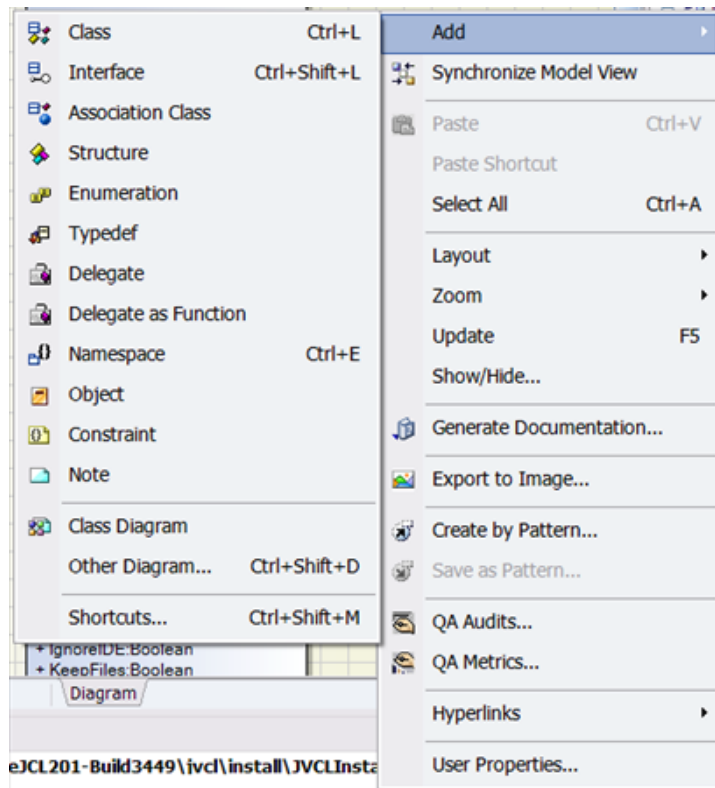 Class Ctrl+L
Interface Ctrl+Shift+L
Association Class
Structure
Enumeration
Typedef
Delegate
Delegate as Function
Namespace Ctrl+E
Object
Constraint
Note
Class Diagram
Other Diagram... Ctrl+Shift+D
Shortcuts... Ctrl+Shift+M
Add
Synchronize Model View
Paste Ctrl+V
Paste Shortcut
Select All Ctrl+A
Layout
Zoom
Update F5
Show/Hide...
Generate Documentation...
Export to Image...
Create by Pattern...
Save as Pattern...
QA Audits...
QA Metrics...
Hyperlinks
User Properties...
+ IgnoreIDE:Boolean
+ KeepFiles:Boolean
Diagram
eJCL201-Build3449\jvcl\install\JVCLInsta